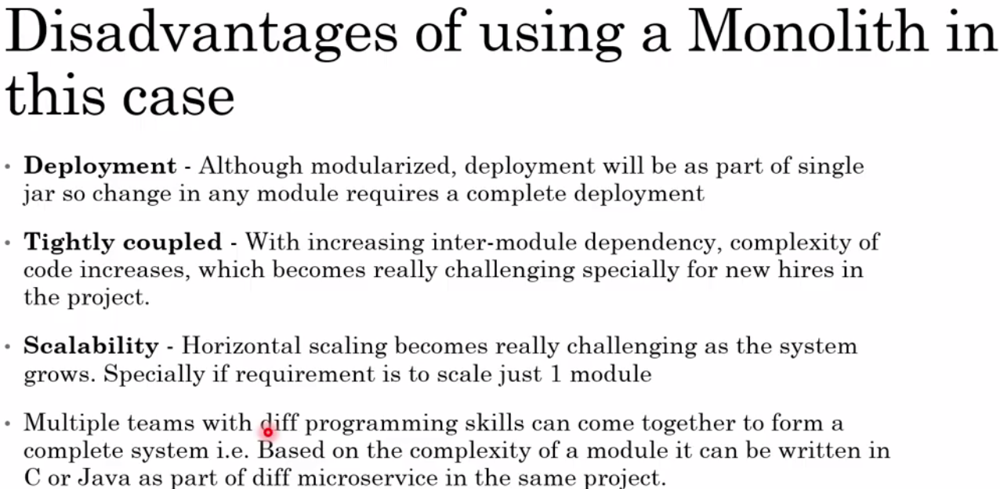 Disadvantages of using a Monolith in
this case
• Deployment - Although modularized, deployment will be as part of single
jar so change in any module requires a complete deployment
• Tightly coupled - With increasing inter-module dependency, complexity of
code increases, which becomes really challenging specially for new hires in
the project.
• Scalability - Horizontal scaling becomes really challenging as the system
grows. Specially if requirement is to scale just 1 module
• Multiple teams with diff programming skills can come together to form a
complete system i.e. Based on the complexity of a module it can be written in
C or Java as part of diff microservice in the same project.